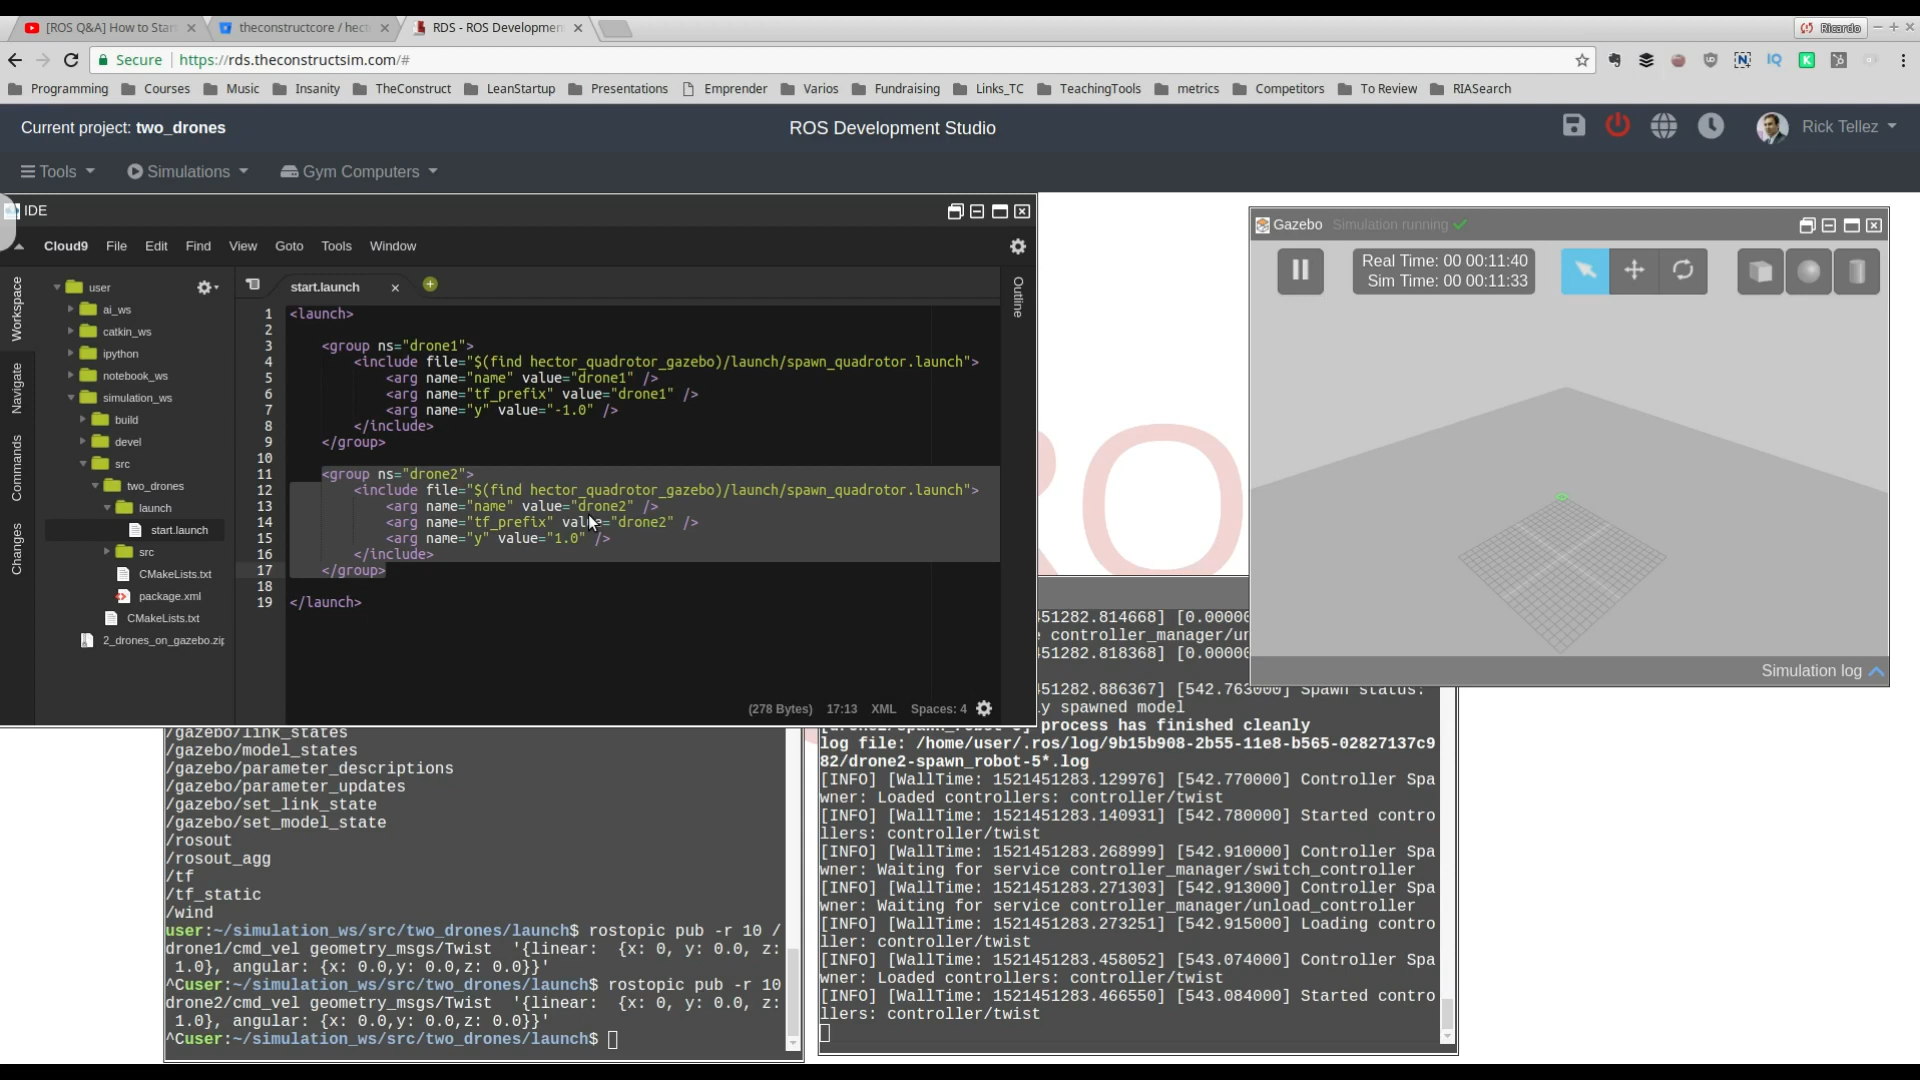 [ROS Q&A] How to Star
theconstructcore / hect
RDS - ROS Developmen
Ricardo
Secure
https://rds.theconstructsim.com/#
Programming
Courses
Music
Insanity
TheConstruct
LeanStartup
Presentations
Emprender
Varios
Fundraising
Links_TC
TeachingTools
metrics
Competitors
To Review
RIASearch
Current project: two_drones
ROS Development Studio
Rick Tellez
Tools
Simulations
Gym Computers
IDE
Cloud9
File
Edit
Find
View
Goto
Tools
Window
Workspace
Navigate
Commands
Changes
user
ai_ws
catkin_ws
ipython
notebook_ws
simulation_ws
build
devel
src
two_drones
launch
start.launch
src
CMakeLists.txt
package.xml
CMakeLists.txt
2_drones_on_gazebo.zip
start.launch
Outline
1 <launch>
2
3 <group ns="drone1">
4 <include file="$(find hector_quadrotor_gazebo)/launch/spawn_quadrotor.launch">
5 <arg name="name" value="drone1" />
6 <arg name="tf_prefix" value="drone1" />
7 <arg name="y" value="-1.0" />
8 </include>
9 </group>
10
11 <group ns="drone2">
12 <include file="$(find hector_quadrotor_gazebo)/launch/spawn_quadrotor.launch">
13 <arg name="name" value="drone2" />
14 <arg name="tf_prefix" value="drone2" />
15 <arg name="y" value="1.0" />
16 </include>
17 </group>
18
19 </launch>
(278 Bytes) 17:13 XML Spaces: 4
Gazebo Simulation running
Real Time: 00 00:11:40
Sim Time: 00 00:11:33
Simulation log
RO
/gazebo/link_states
/gazebo/model_states
/gazebo/parameter_descriptions
/gazebo/parameter_updates
/gazebo/set_link_state
/gazebo/set_model_state
/rosout
/rosout_agg
/tf
/tf_static
/wind
user:~/simulation_ws/src/two_drones/launch$ rostopic pub -r 10 /
drone1/cmd_vel geometry_msgs/Twist '{linear: {x: 0, y: 0.0, z:
1.0}, angular: {x: 0.0,y: 0.0,z: 0.0}}'
^Cuser:~/simulation_ws/src/two_drones/launch$ rostopic pub -r 10
drone2/cmd_vel geometry_msgs/Twist '{linear: {x: 0, y: 0.0, z:
1.0}, angular: {x: 0.0,y: 0.0,z: 0.0}}'
^Cuser:~/simulation_ws/src/two_drones/launch$
51282.814668] [0.00000
controller_manager/un
51282.818368] [0.00000
51282.886367] [542.763000] Spawn status:
y spawned model
process has finished cleanly
log file: /home/user/.ros/log/9b15b908-2b55-11e8-b565-02827137c9
82/drone2-spawn_robot-5*.log
[INFO] [WallTime: 1521451283.129976] [542.770000] Controller Spa
wner: Loaded controllers: controller/twist
[INFO] [WallTime: 1521451283.140931] [542.780000] Started contro
llers: controller/twist
[INFO] [WallTime: 1521451283.268999] [542.910000] Controller Spa
wner: Waiting for service controller_manager/switch_controller
[INFO] [WallTime: 1521451283.271303] [542.913000] Controller Spa
wner: Waiting for service controller_manager/unload_controller
[INFO] [WallTime: 1521451283.273251] [542.915000] Loading contro
ller: controller/twist
[INFO] [WallTime: 1521451283.458052] [543.074000] Controller Spa
wner: Loaded controllers: controller/twist
[INFO] [WallTime: 1521451283.466550] [543.084000] Started contro
llers: controller/twist